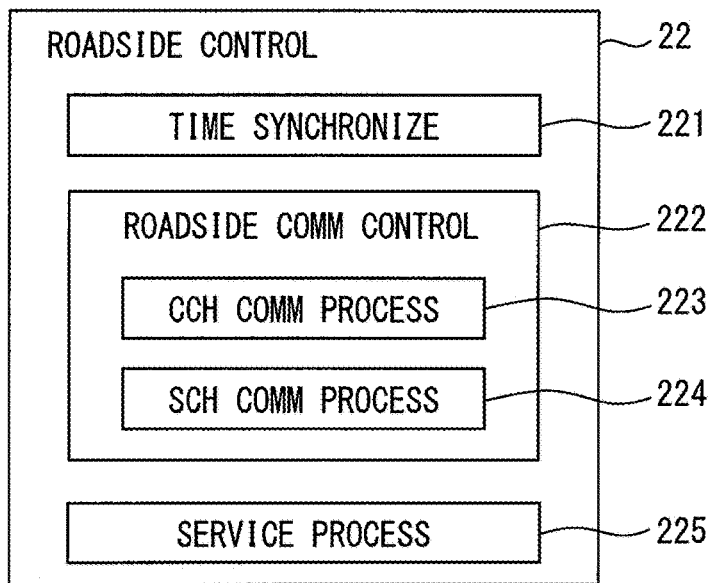 ROADSIDE CONTROL
22
TIME SYNCHRONIZE
221
ROADSIDE COMM CONTROL
222
CCH COMM PROCESS
223
SCH COMM PROCESS
224
SERVICE PROCESS
225